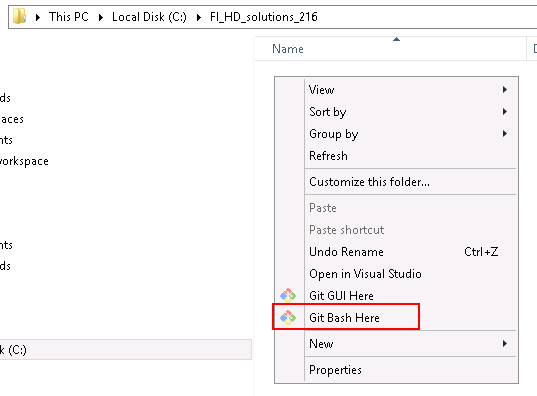 This PC Local Disk (C:) FI_HD_solutions_216
Name
ds
aces
nts
workspace
nts
ds
k (C:)
View
Sort by
Group by
Refresh
Customize this folder...
Paste
Paste shortcut
Undo Rename Ctrl+Z
Open in Visual Studio
Git GUI Here
Git Bash Here
New
Properties